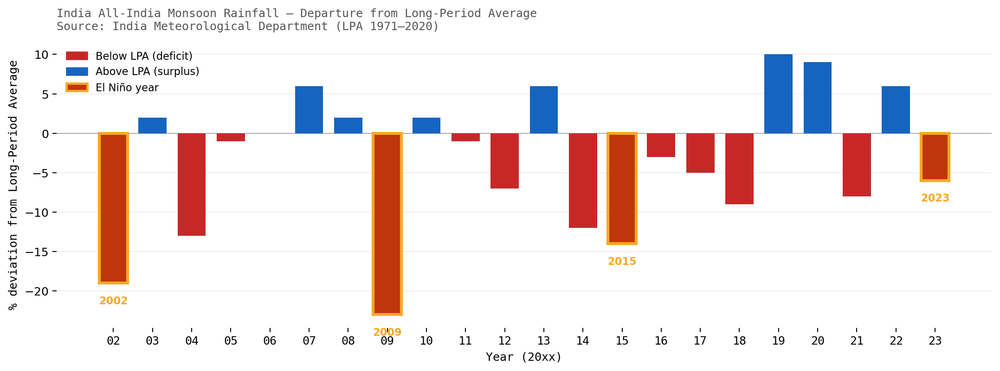 India All-India Monsoon Rainfall — Departure from Long-Period Average
Source: India Meteorological Department (LPA 1971–2020)
% deviation from Long-Period Average
10
5
0
−5
−10
−15
−20
Below LPA (deficit)
Above LPA (surplus)
El Niño year
2002
2009
2015
2023
02 03 04 05 06 07 08 09 10 11 12 13 14 15 16 17 18 19 20 21 22 23
Year (20xx)